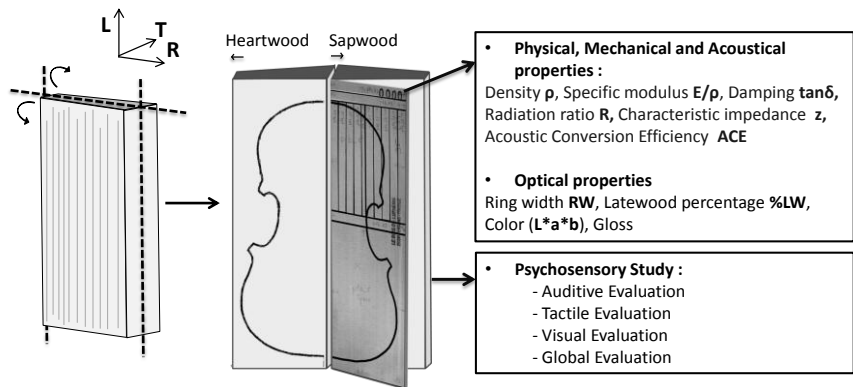 L
T
R
Heartwood
Sapwood
←
→
• Physical, Mechanical and Acoustical
properties :
Density ρ, Specific modulus E/ρ, Damping tanδ,
Radiation ratio R, Characteristic impedance z,
Acoustic Conversion Efficiency ACE
• Optical properties
Ring width RW, Latewood percentage %LW,
Color (L*a*b), Gloss
• Psychosensory Study :
- Auditive Evaluation
- Tactile Evaluation
- Visual Evaluation
- Global Evaluation